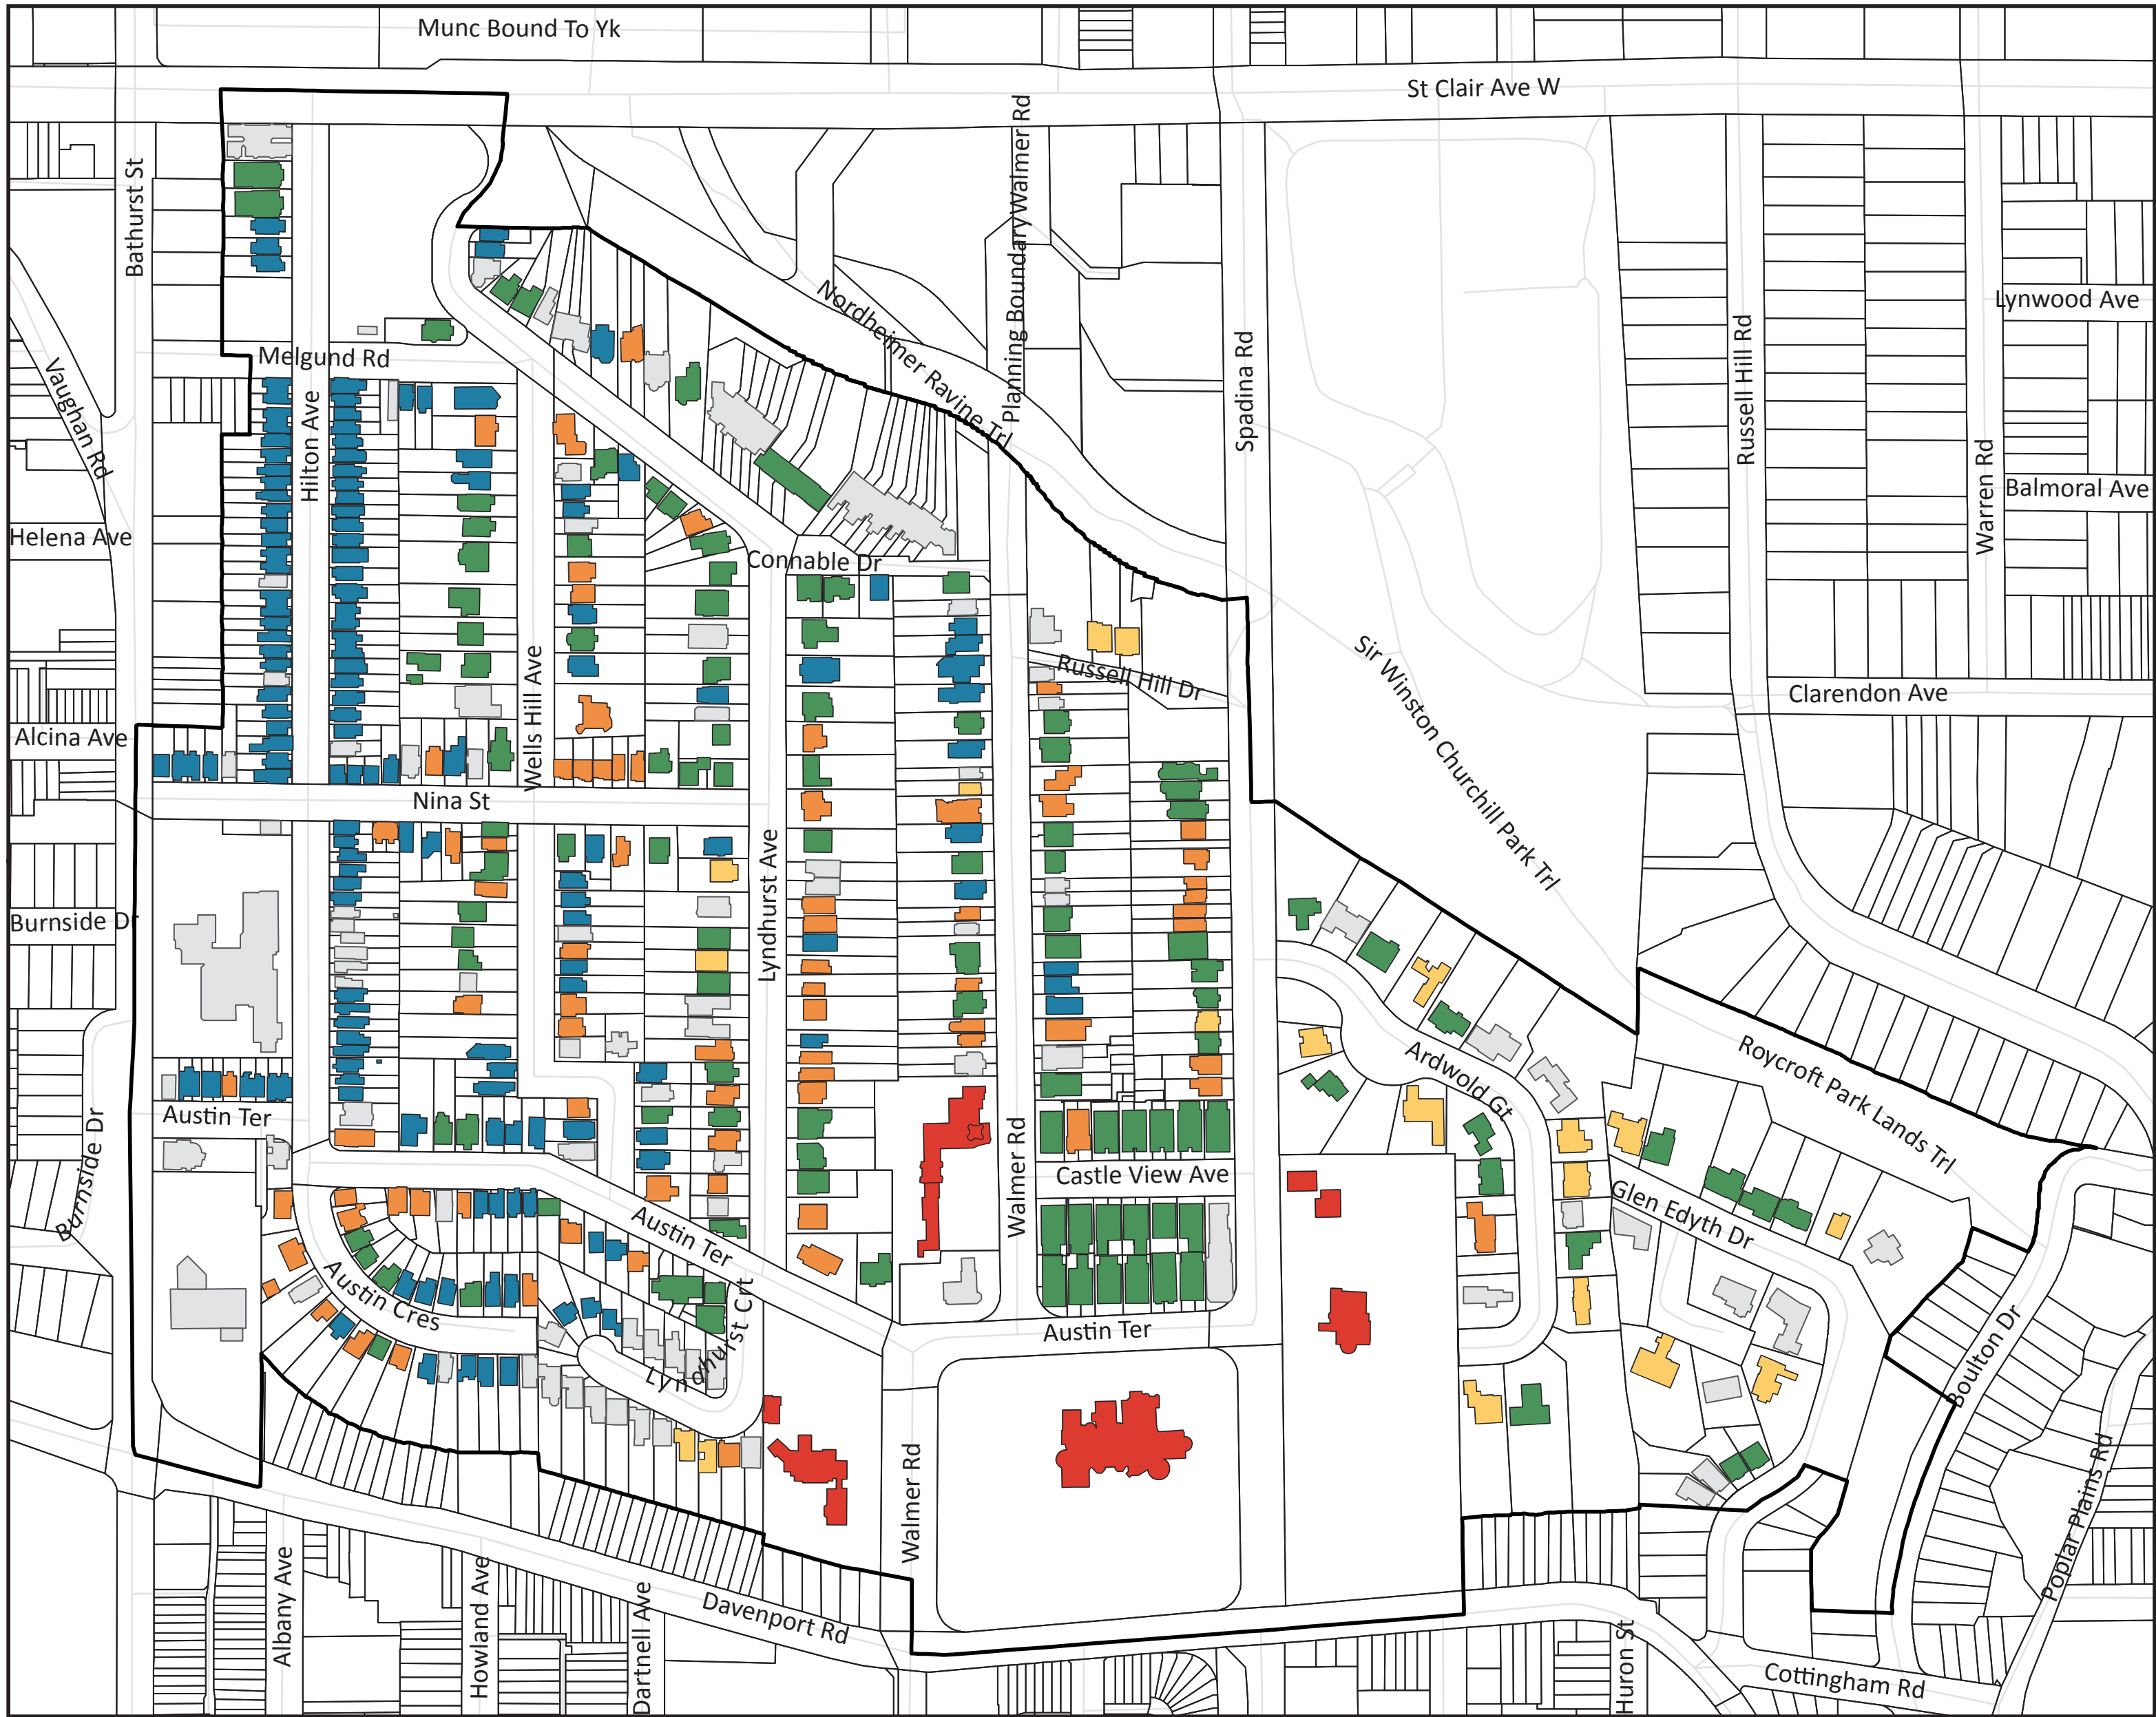 Munc Bound To Yk
St Clair Ave W
Bathurst St
Planning Boundary
Walmer Rd
Nordheimer Ravine Trl
Spadina Rd
Russell Hill Rd
Warren Rd
Lynwood Ave
Vaughan Rd
Melgund Rd
Hilton Ave
Balmoral Ave
Helena Ave
Connable Dr
Wells Hill Ave
Russell Hill Dr
Sir Winston Churchill Park Trl
Clarendon Ave
Alcina Ave
Nina St
Lyndhurst Ave
Burnside Dr
Burnside Dr
Austin Ter
Walmer Rd
Castle View Ave
Ardwold Gt
Roycroft Park Lands Trl
Glen Edyth Dr
Austin Ter
Austin Cres
Lyndhurst Crt
Austin Ter
Boulton Dr
Walmer Rd
Poplar Plains Rd
Albany Ave
Howland Ave
Dartnell Ave
Davenport Rd
Huron St
Cottingham Rd